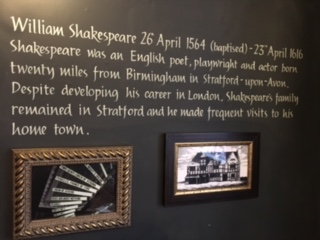 William Shakespeare 26 April 1564 (baptised) - 23rd April 1616
Shakespeare was an English poet, playwright and actor born
twenty miles from Birmingham in Stratford-upon-Avon.
Despite developing his career in London, Shakespeare's family
remained in Stratford and he made frequent visits to his
home town.